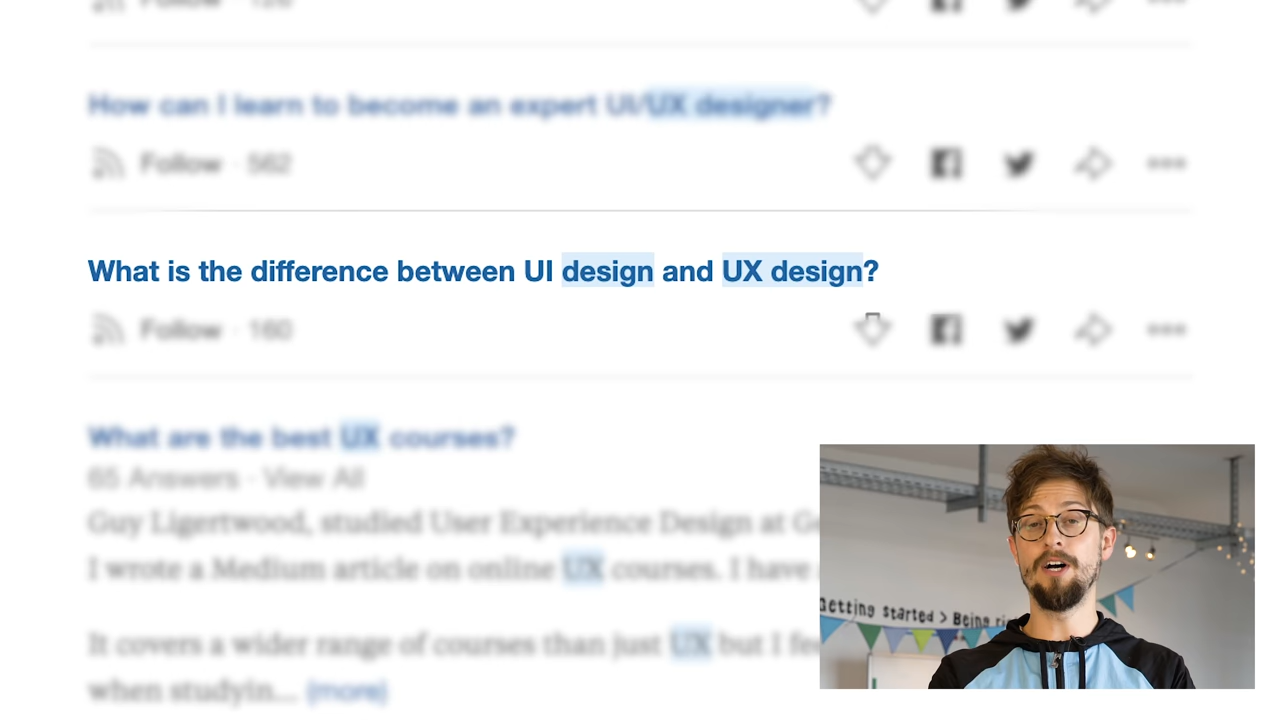 Follow · 126
How can I learn to become an expert UI/UX designer?
Follow · 562
What is the difference between UI design and UX design?
Follow · 160
What are the best UX courses?
65 Answers · View All
Guy Ligertwood, studied User Experience Design at
I wrote a Medium article on online UX courses. I have
It covers a wider range of courses than just UX but I
when studyin... (more)
Getting started > Being